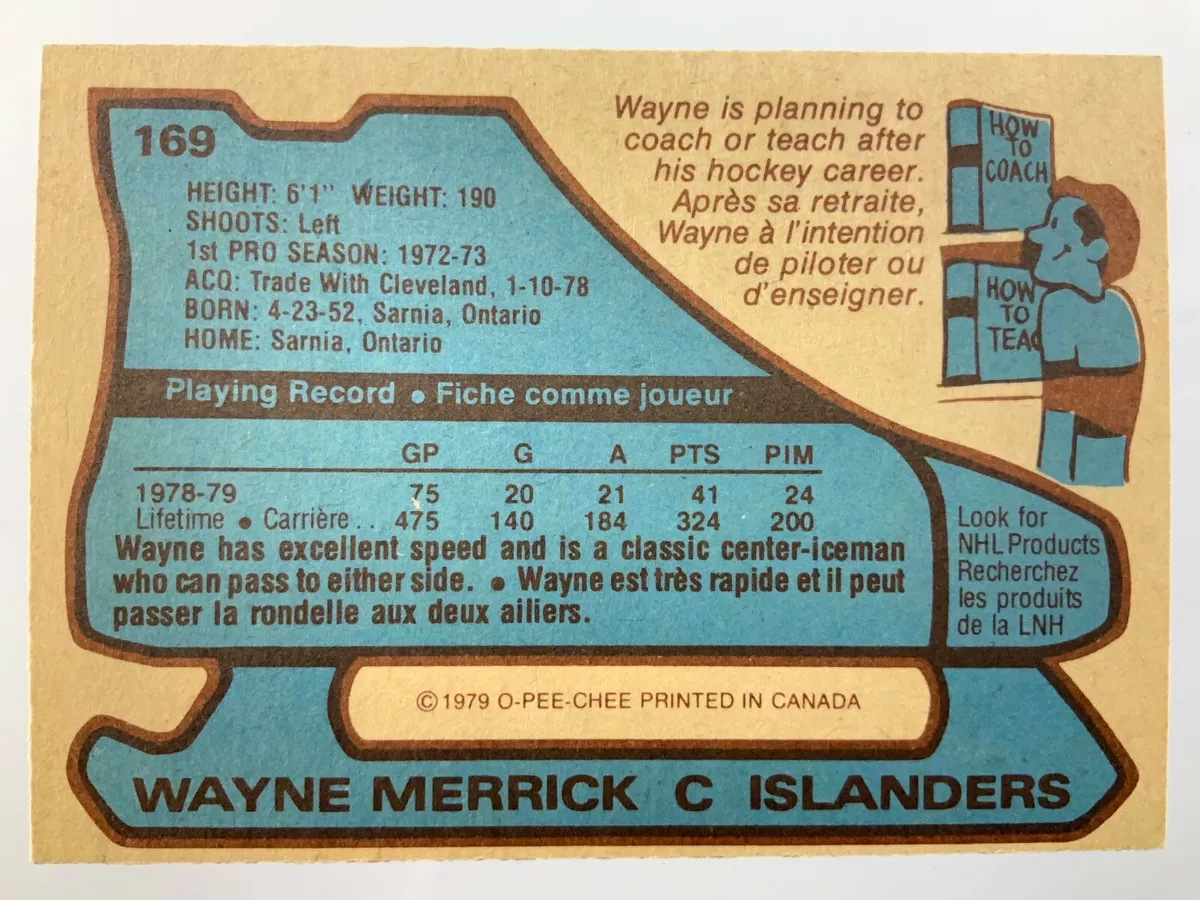 169
HEIGHT: 6'1" WEIGHT: 190
SHOOTS: Left
1st PRO SEASON: 1972-73
ACQ: Trade With Cleveland, 1-10-78
BORN: 4-23-52, Sarnia, Ontario
HOME: Sarnia, Ontario
Wayne is planning to
coach or teach after
his hockey career.
Après sa retraite,
Wayne à l'intention
de piloter ou
d'enseigner.
HOW
TO
COACH
HOW
TO
TEAC
Playing Record • Fiche comme joueur
GP G A PTS PIM
1978-79 75 20 21 41 24
Lifetime • Carrière . . 475 140 184 324 200
Wayne has excellent speed and is a classic center-iceman
who can pass to either side. • Wayne est très rapide et il peut
passer la rondelle aux deux ailiers.
Look for
NHL Products
Recherchez
les produits
de la LNH
© 1979 O-PEE-CHEE PRINTED IN CANADA
WAYNE MERRICK C ISLANDERS